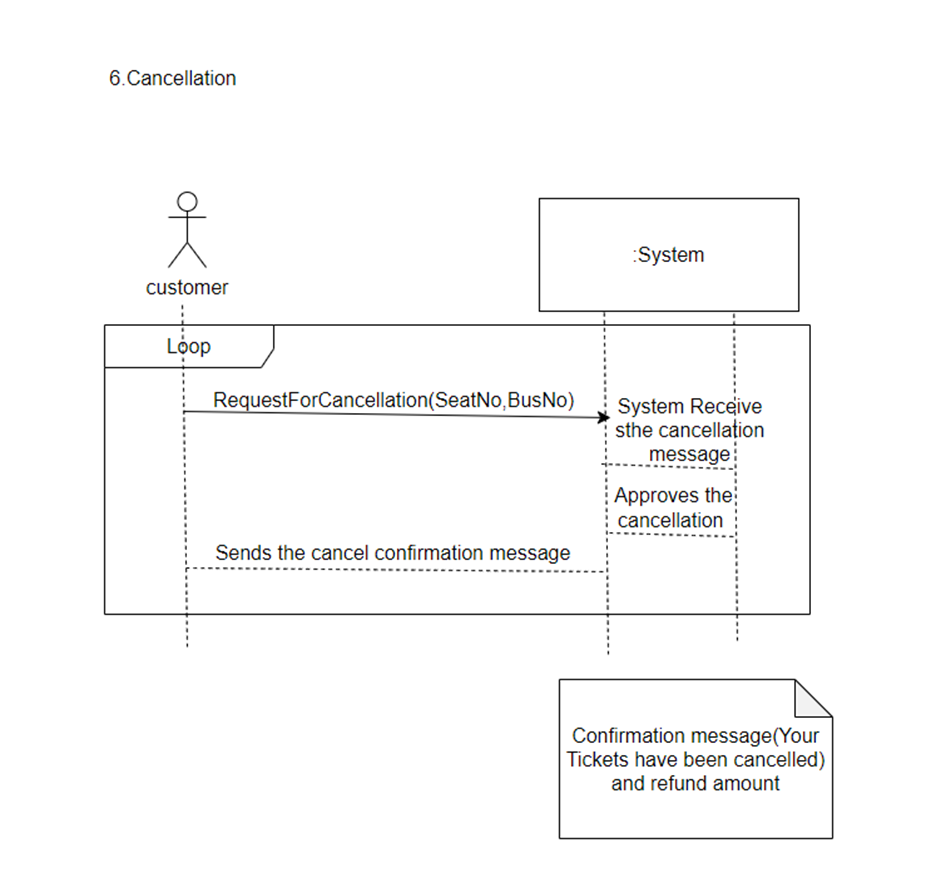 6.Cancellation
customer
:System
Loop
RequestForCancellation(SeatNo,BusNo)
System Receive
sthe cancellation
message
Approves the
cancellation
Sends the cancel confirmation message
Confirmation message(Your
Tickets have been cancelled)
and refund amount